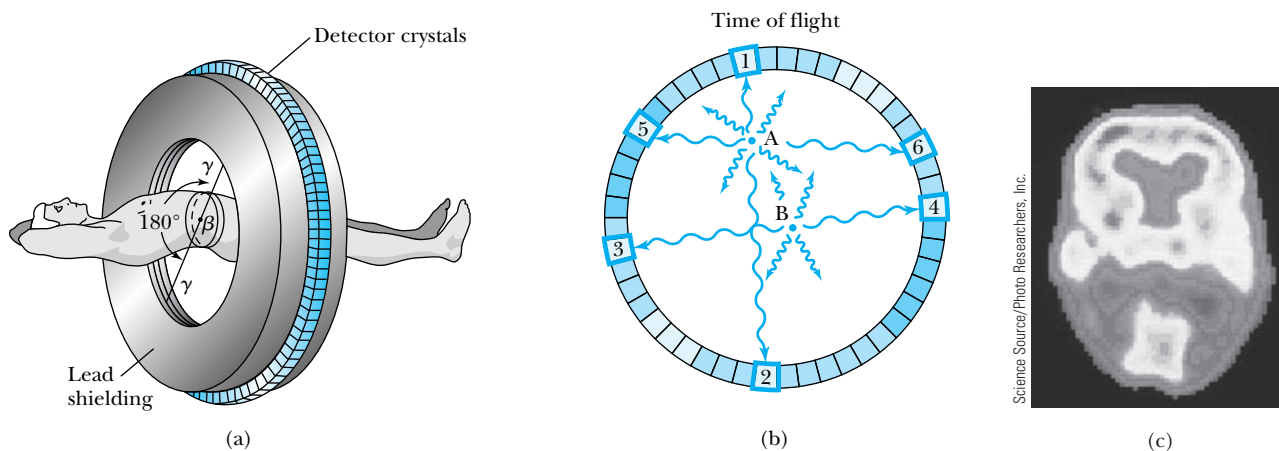 Detector crystals
γ
180°
β
γ
Lead
shielding
(a)
Time of flight
1
5
A
6
B
4
3
2
(b)
Science Source/Photo Researchers, Inc.
(c)